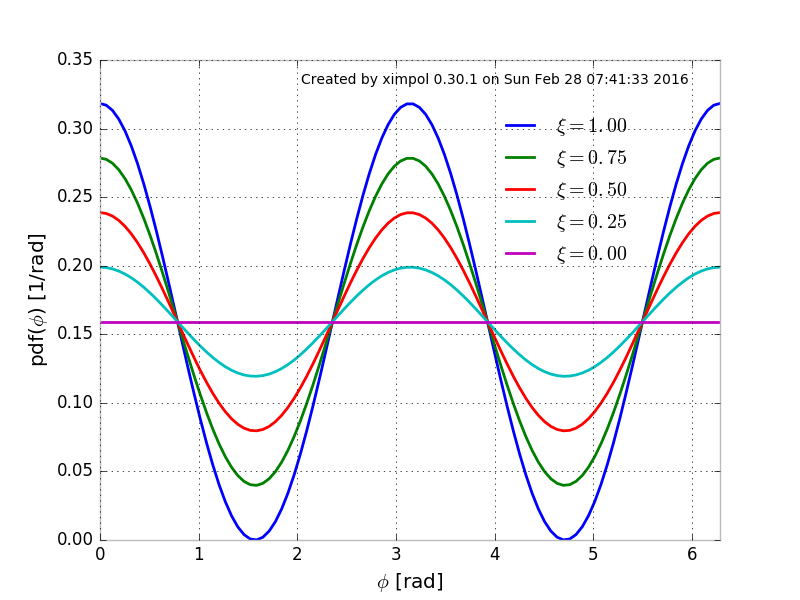 Created by ximpol 0.30.1 on Sun Feb 28 07:41:33 2016
ξ = 1.00
ξ = 0.75
ξ = 0.50
ξ = 0.25
ξ = 0.00
pdf(ϕ) [1/rad]
0.35
0.30
0.25
0.20
0.15
0.10
0.05
0.00
0 1 2 3 4 5 6
ϕ [rad]